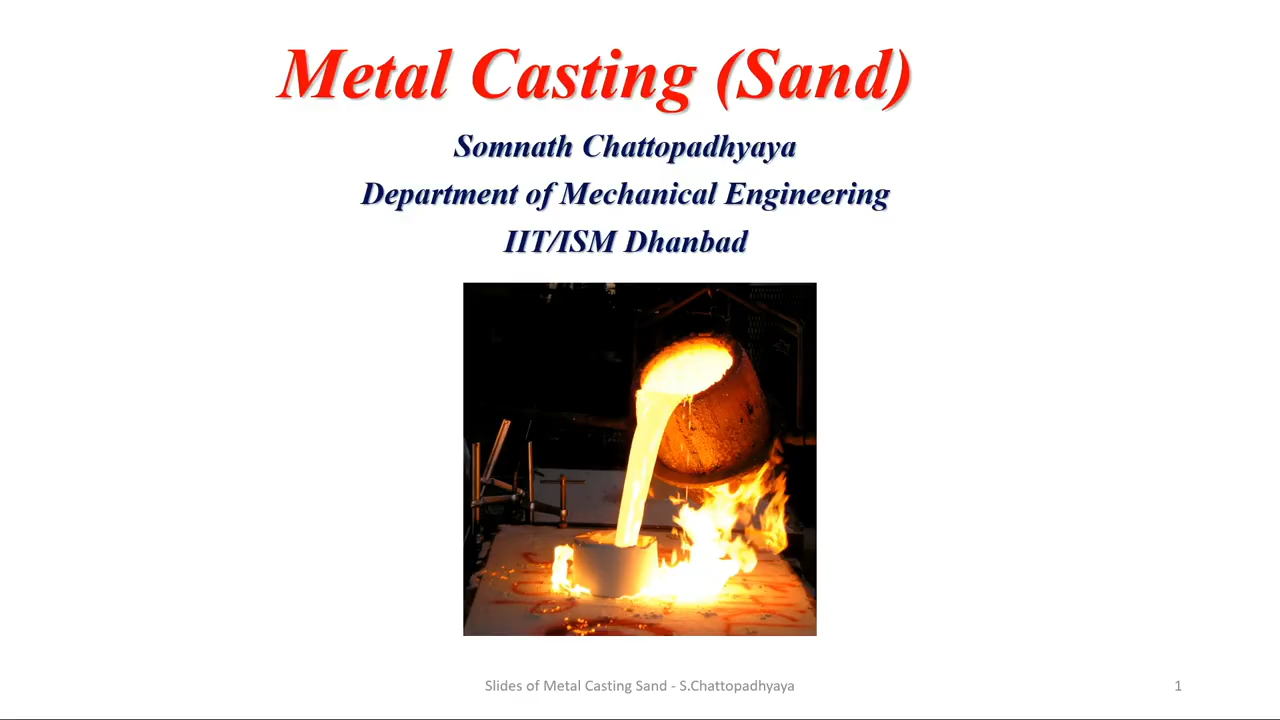 Metal Casting (Sand)
Somnath Chattopadhyaya
Department of Mechanical Engineering
IIT/ISM Dhanbad
Slides of Metal Casting Sand - S.Chattopadhyaya
1